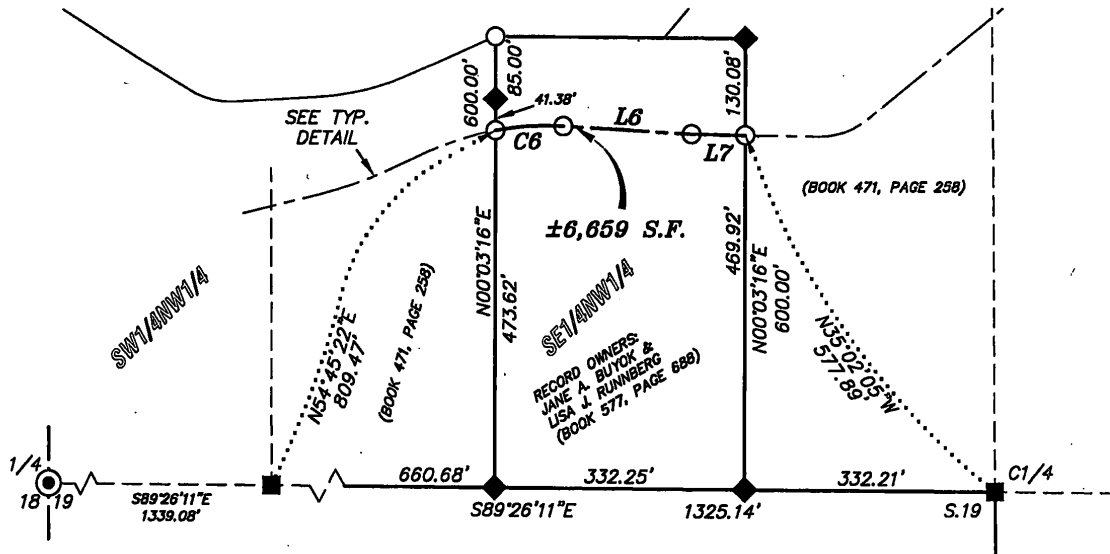 600.00'
85.00'
41.38'
130.08'
SEE TYP.
DETAIL
C6
L6
L7
(BOOK 471, PAGE 258)
±6,659 S.F.
SW1/4NW1/4
N54°45'22"E
809.47'
(BOOK 471, PAGE 258)
N00°03'16"E
473.62'
SE1/4NW1/4
RECORD OWNERS:
JANE A. BUYOK &
LISA J. RUNNBERG
(BOOK 577, PAGE 688)
469.92'
N00°03'16"E
600.00'
N35°02'05"W
577.89'
1/4
18 19
S89°26'11"E
1339.08'
660.68'
332.25'
332.21'
S89°26'11"E
1325.14'
C1/4
S.19